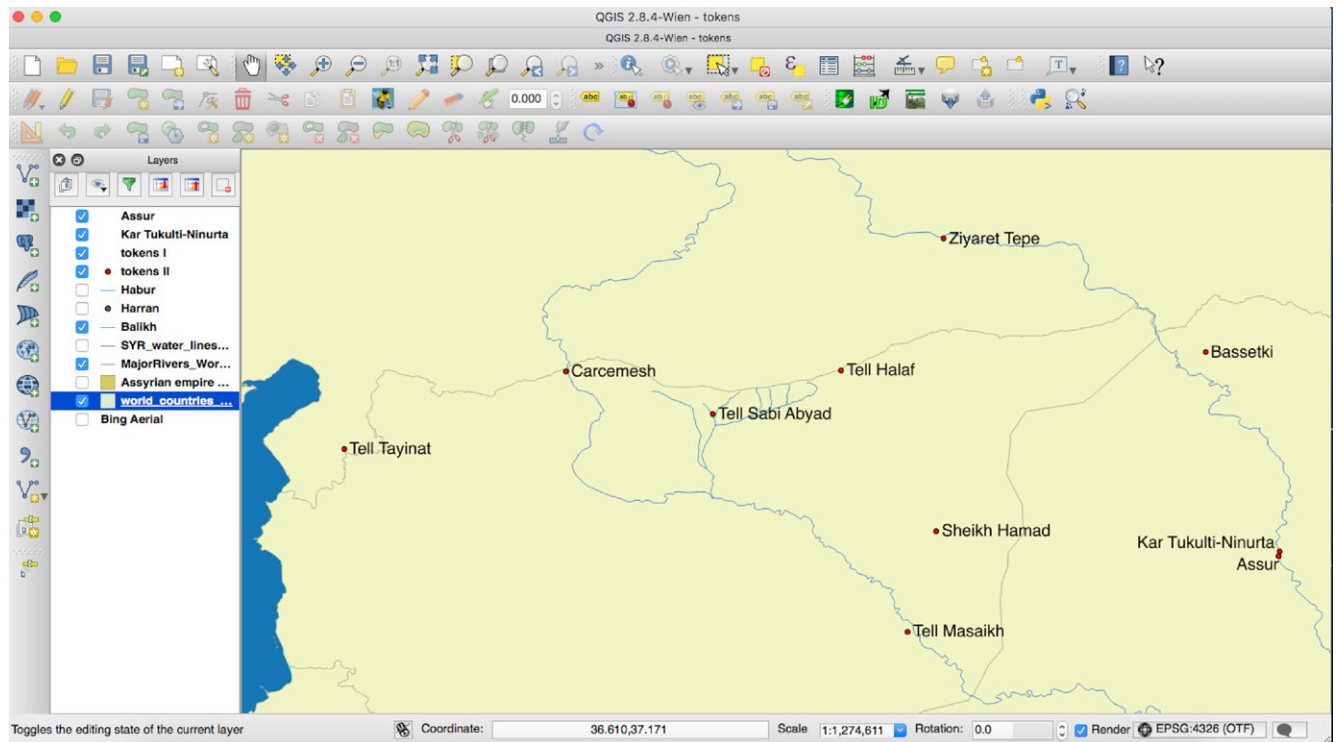 QGIS 2.8.4-Wien - tokens
QGIS 2.8.4-Wien - tokens
0.000
Layers
Assur
Kar Tukulti-Ninurta
tokens I
tokens II
Habur
Harran
Balikh
SYR_water_lines...
MajorRivers_Wor...
Assyrian empire ...
world_countries_...
Bing Aerial
Ziyaret Tepe
Bassetki
Carcemesh
Tell Halaf
Tell Sabi Abyad
Tell Tayinat
Sheikh Hamad
Kar Tukulti-Ninurta
Assur
Tell Masaikh
Toggles the editing state of the current layer
Coordinate: 36.610,37.171 Scale 1:1,274,611 Rotation: 0.0 Render EPSG:4326 (OTF)